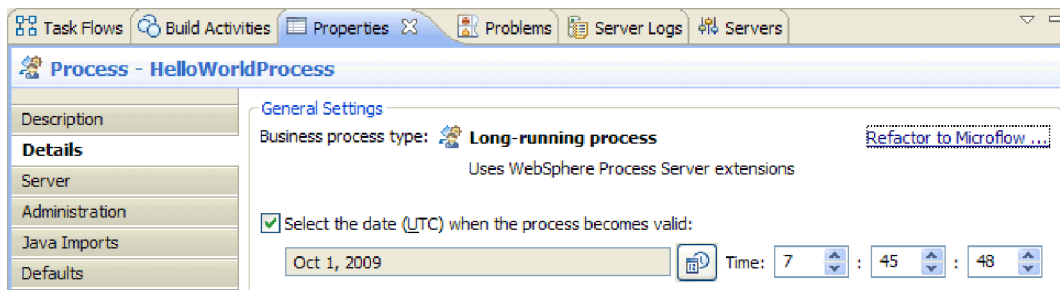 Task Flows Build Activities Properties Problems Server Logs Servers
Process - HelloWorldProcess
Description
Details
Server
Administration
Java Imports
Defaults
General Settings
Business process type: Long-running process Refactor to Microflow ...
Uses WebSphere Process Server extensions
Select the date (UTC) when the process becomes valid:
Oct 1, 2009 Time: 7 : 45 : 48